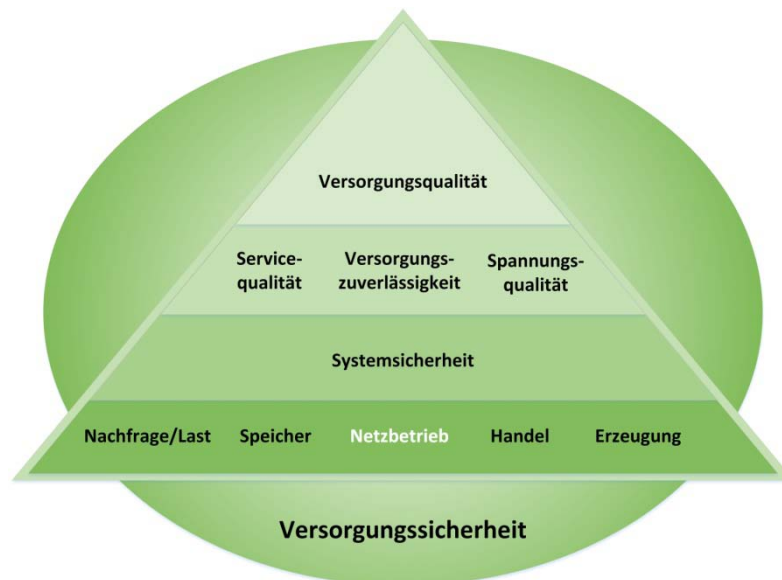 Versorgungsqualität
Service- Versorgungs- Spannungs-
qualität zuverlässigkeit qualität
Systemsicherheit
Nachfrage/Last Speicher Netzbetrieb Handel Erzeugung
Versorgungssicherheit